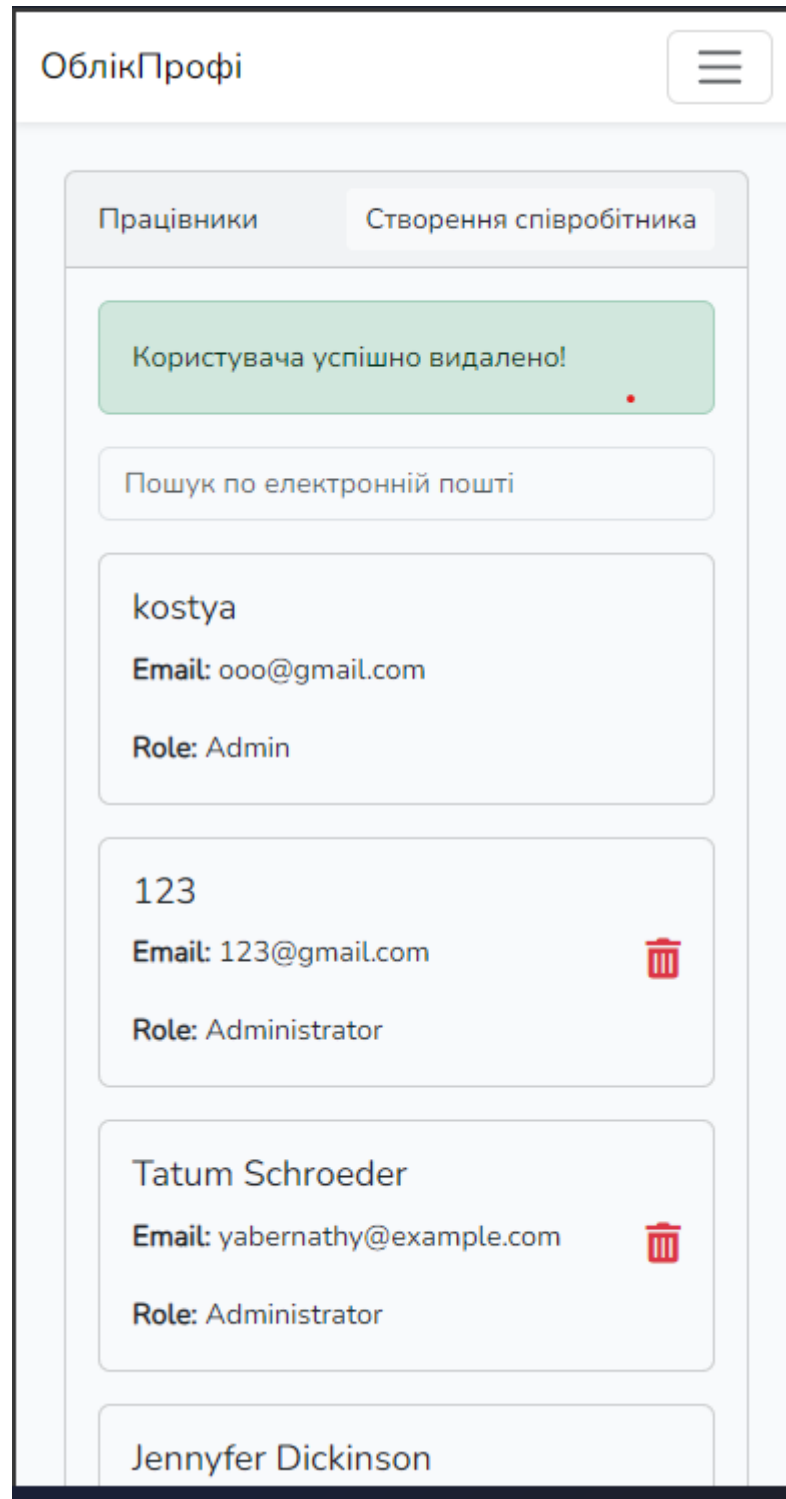 ОблікПрофі
Працівники Створення співробітника
Користувача успішно видалено!
Пошук по електронній пошті
kostya
Email: ooo@gmail.com
Role: Admin
123
Email: 123@gmail.com
Role: Administrator
Tatum Schroeder
Email: yabernathy@example.com
Role: Administrator
Jennyfer Dickinson